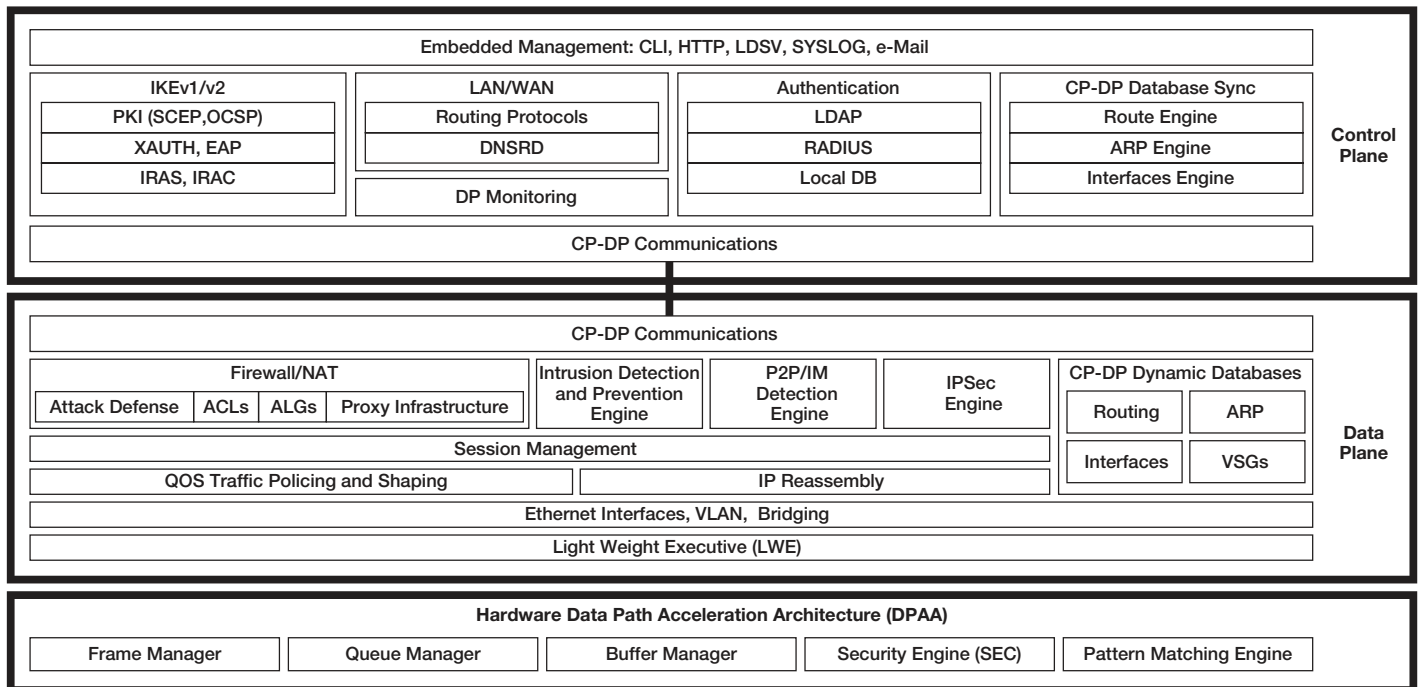 Embedded Management: CLI, HTTP, LDSV, SYSLOG, e-Mail
IKEv1/v2
PKI (SCEP,OCSP)
XAUTH, EAP
IRAS, IRAC
LAN/WAN
Routing Protocols
DNSRD
DP Monitoring
Authentication
LDAP
RADIUS
Local DB
CP-DP Database Sync
Route Engine
ARP Engine
Interfaces Engine
Control
Plane
CP-DP Communications
CP-DP Communications
Firewall/NAT
Attack Defense
ACLs
ALGs
Proxy Infrastructure
Intrusion Detection
and Prevention
Engine
P2P/IM
Detection
Engine
IPSec
Engine
CP-DP Dynamic Databases
Routing
ARP
Interfaces
VSGs
Data
Plane
Session Management
QOS Traffic Policing and Shaping
IP Reassembly
Ethernet Interfaces, VLAN, Bridging
Light Weight Executive (LWE)
Hardware Data Path Acceleration Architecture (DPAA)
Frame Manager
Queue Manager
Buffer Manager
Security Engine (SEC)
Pattern Matching Engine